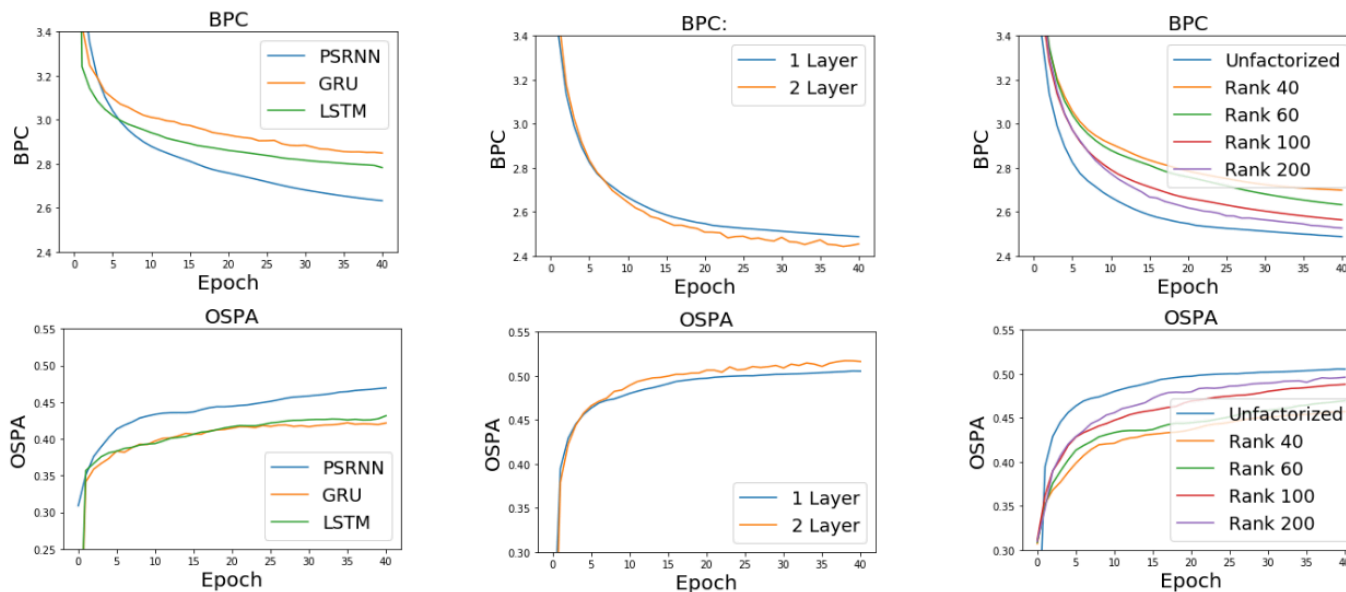 BPC
3.4
3.2
3.0
2.8
2.6
2.4
BPC
PSRNN
GRU
LSTM
0 5 10 15 20 25 30 35 40
Epoch
BPC:
3.4
3.2
3.0
2.8
2.6
2.4
BPC
1 Layer
2 Layer
0 5 10 15 20 25 30 35 40
Epoch
BPC
3.4
3.2
3.0
2.8
2.6
2.4
BPC
Unfactorized
Rank 40
Rank 60
Rank 100
Rank 200
0 5 10 15 20 25 30 35 40
Epoch
OSPA
0.55
0.50
0.45
0.40
0.35
0.30
0.25
OSPA
PSRNN
GRU
LSTM
0 5 10 15 20 25 30 35 40
Epoch
OSPA
0.55
0.50
0.45
0.40
0.35
0.30
OSPA
1 Layer
2 Layer
0 5 10 15 20 25 30 35 40
Epoch
OSPA
0.55
0.50
0.45
0.40
0.35
0.30
OSPA
Unfactorized
Rank 40
Rank 60
Rank 100
Rank 200
0 5 10 15 20 25 30 35 40
Epoch